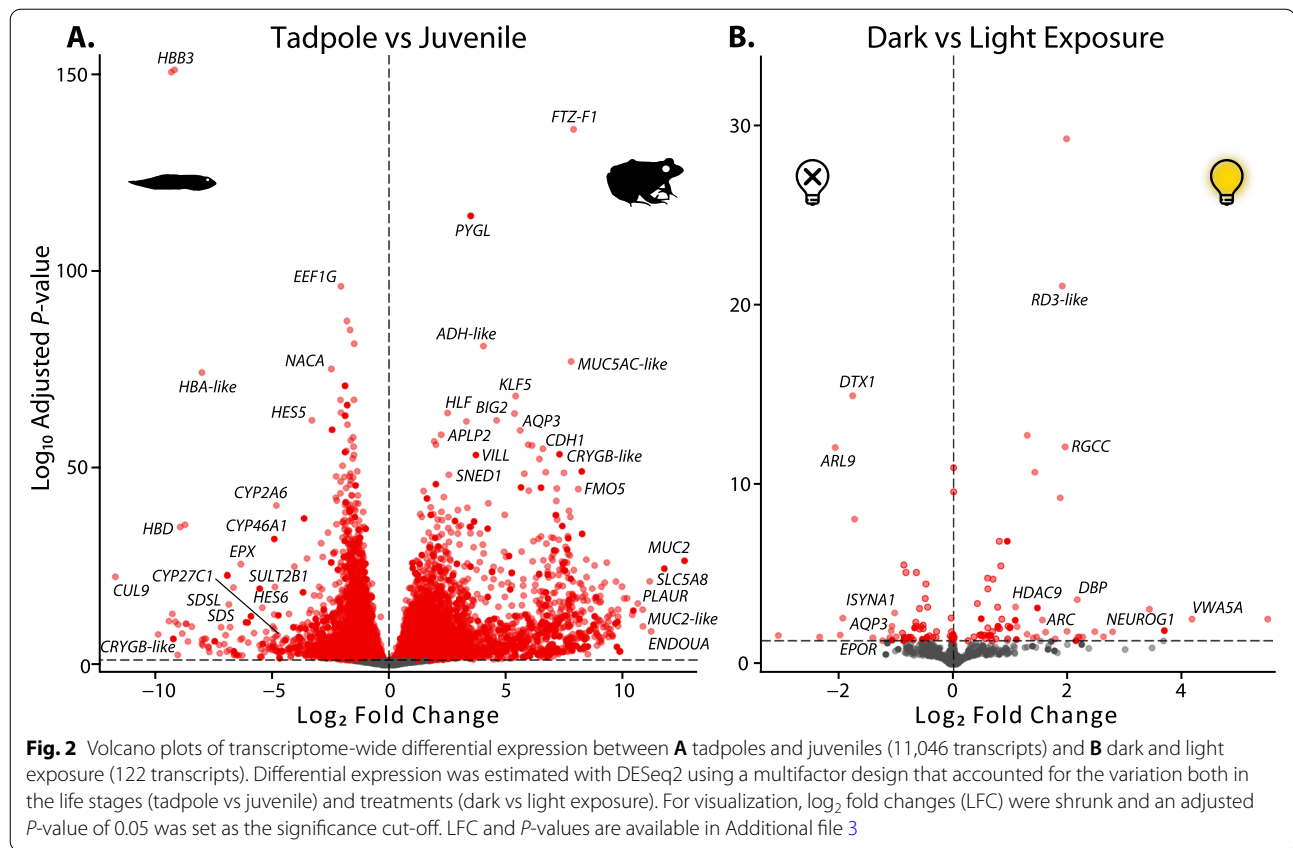 A. Tadpole vs Juvenile
HBB3
150
FTZ-F1
PYGL
100
EEF1G
ADH-like
NACA
MUC5AC-like
HBA-like
KLF5
HES5
HLF
BIG2
AQP3
APLP2
CDH1
VILL
CRYGB-like
50
SNED1
FMO5
CYP2A6
HBD
CYP46A1
EPX
MUC2
CYP27C1
SULT2B1
SLC5A8
CUL9
SDSL
HES6
PLAUR
SDS
MUC2-like
CRYGB-like
ENDOUA
0
−10 −5 0 5 10
Log₁₀ Adjusted P-value
Log₂ Fold Change
B. Dark vs Light Exposure
30
RD3-like
20
DTX1
RGCC
ARL9
10
ISYNA1
HDAC9
DBP
AQP3
ARC
NEUROG1
VWA5A
EPOR
0
−2 0 2 4
Log₂ Fold Change
Fig. 2 Volcano plots of transcriptome-wide differential expression between A tadpoles and juveniles (11,046 transcripts) and B dark and light
exposure (122 transcripts). Differential expression was estimated with DESeq2 using a multifactor design that accounted for the variation both in
the life stages (tadpole vs juvenile) and treatments (dark vs light exposure). For visualization, log₂ fold changes (LFC) were shrunk and an adjusted
P-value of 0.05 was set as the significance cut-off. LFC and P-values are available in Additional file 3